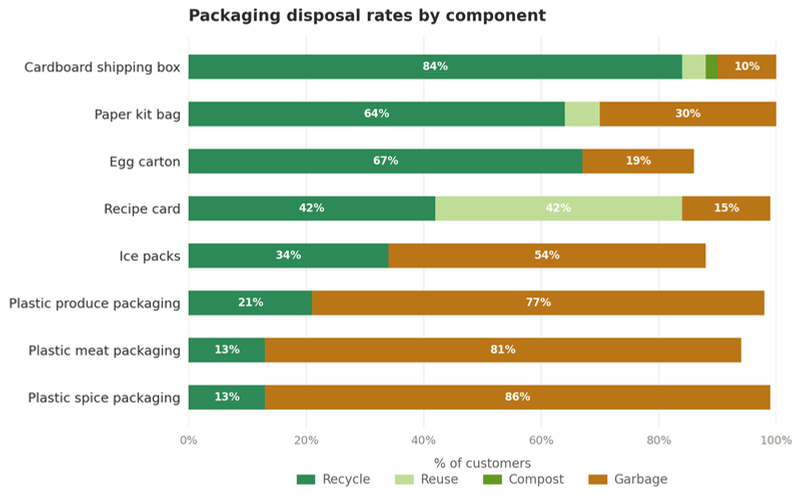 Packaging disposal rates by component
Cardboard shipping box 84% 10%
Paper kit bag 64% 30%
Egg carton 67% 19%
Recipe card 42% 42% 15%
Ice packs 34% 54%
Plastic produce packaging 21% 77%
Plastic meat packaging 13% 81%
Plastic spice packaging 13% 86%
0% 20% 40% 60% 80% 100%
% of customers
Recycle Reuse Compost Garbage